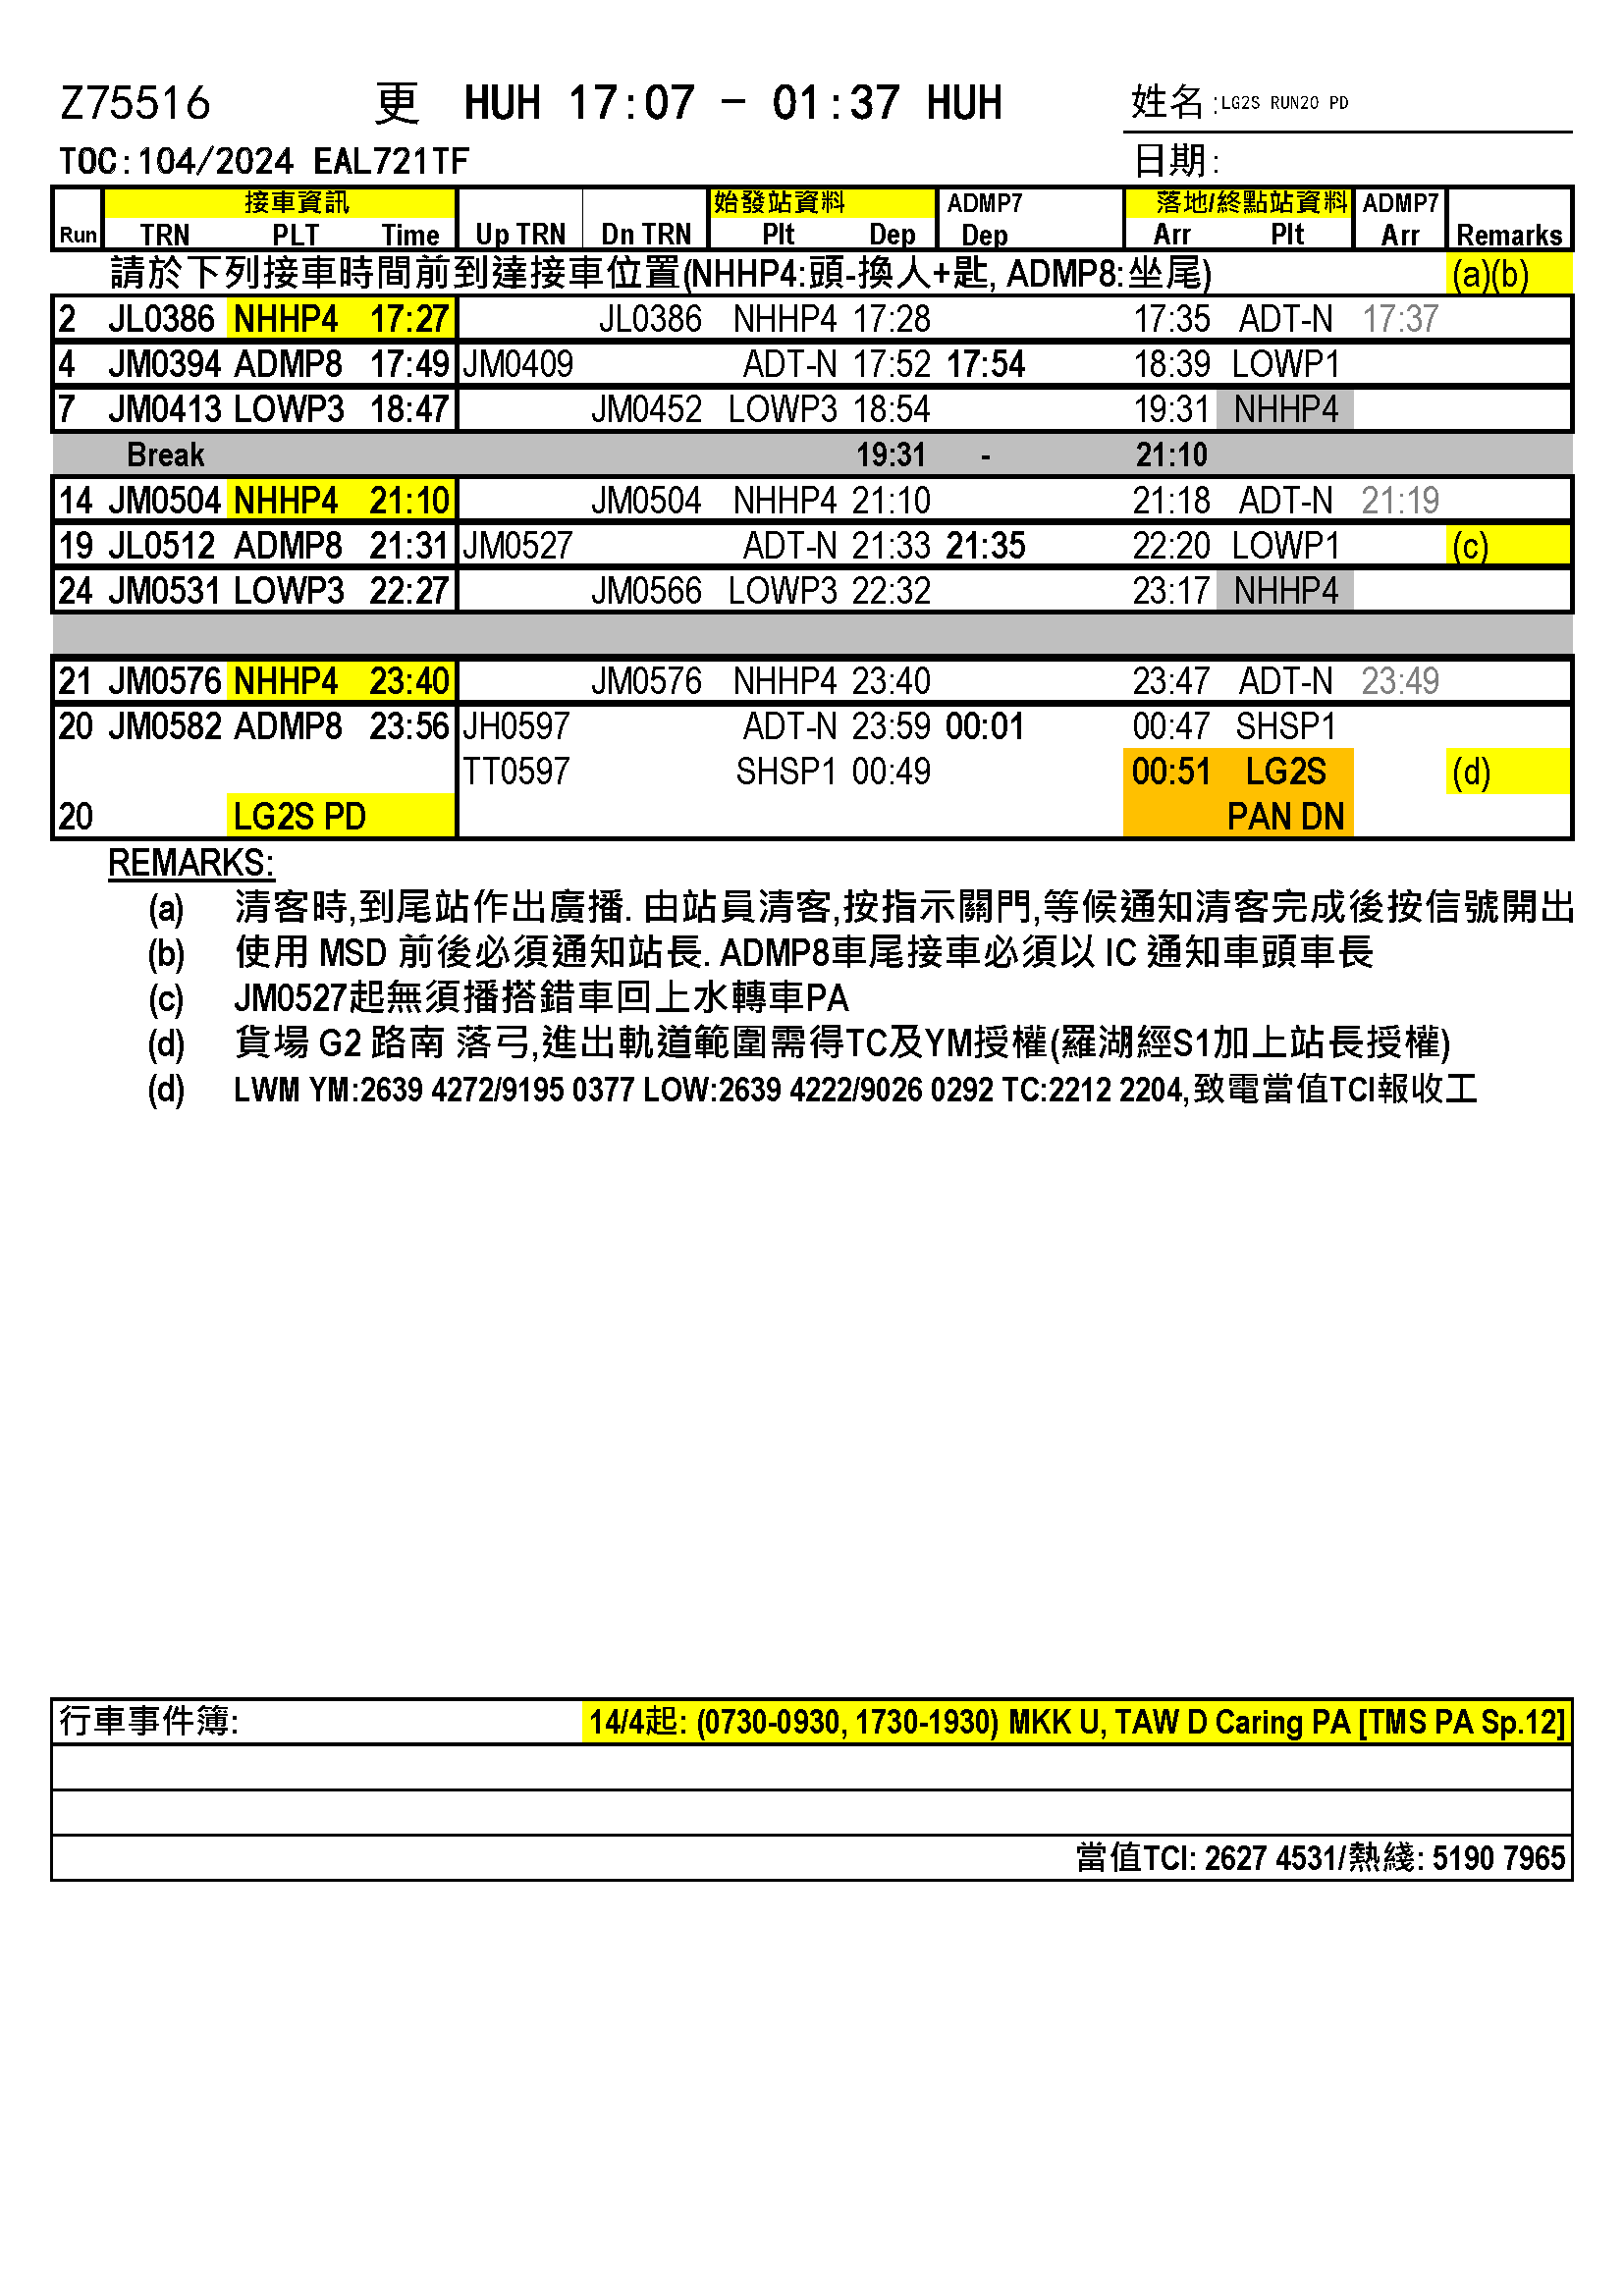 Z75516 更 HUH 17:07 - 01:37 HUH 姓名:LG2S RUN20 PD
TOC:104/2024 EAL721TF 日期:
接車資訊 始發站資料 ADMP7 落地/終點站資料 ADMP7
Run TRN PLT Time Up TRN Dn TRN Plt Dep Dep Arr Plt Arr Remarks
請於下列接車時間前到達接車位置(NHHP4:頭-換人+匙, ADMP8:坐尾) (a)(b)
2 JL0386 NHHP4 17:27 JL0386 NHHP4 17:28 17:35 ADT-N 17:37
4 JM0394 ADMP8 17:49 JM0409 ADT-N 17:52 17:54 18:39 LOWP1
7 JM0413 LOWP3 18:47 JM0452 LOWP3 18:54 19:31 NHHP4
Break 19:31 - 21:10
14 JM0504 NHHP4 21:10 JM0504 NHHP4 21:10 21:18 ADT-N 21:19
19 JL0512 ADMP8 21:31 JM0527 ADT-N 21:33 21:35 22:20 LOWP1 (c)
24 JM0531 LOWP3 22:27 JM0566 LOWP3 22:32 23:17 NHHP4
21 JM0576 NHHP4 23:40 JM0576 NHHP4 23:40 23:47 ADT-N 23:49
20 JM0582 ADMP8 23:56 JH0597 ADT-N 23:59 00:01 00:47 SHSP1
TT0597 SHSP1 00:49 00:51 LG2S (d)
20 LG2S PD PAN DN
REMARKS:
(a) 清客時,到尾站作出廣播. 由站員清客,按指示關門,等候通知清客完成後按信號開出
(b) 使用 MSD 前後必須通知站長. ADMP8車尾接車必須以 IC 通知車頭車長
(c) JM0527起無須播搭錯車回上水轉車PA
(d) 貨場 G2 路南 落弓,進出軌道範圍需得TC及YM授權(羅湖經S1加上站長授權)
(d) LWM YM:2639 4272/9195 0377 LOW:2639 4222/9026 0292 TC:2212 2204,致電當值TCI報收工
行車事件簿: 14/4起: (0730-0930, 1730-1930) MKK U, TAW D Caring PA [TMS PA Sp.12]
當值TCI: 2627 4531/熱綫: 5190 7965